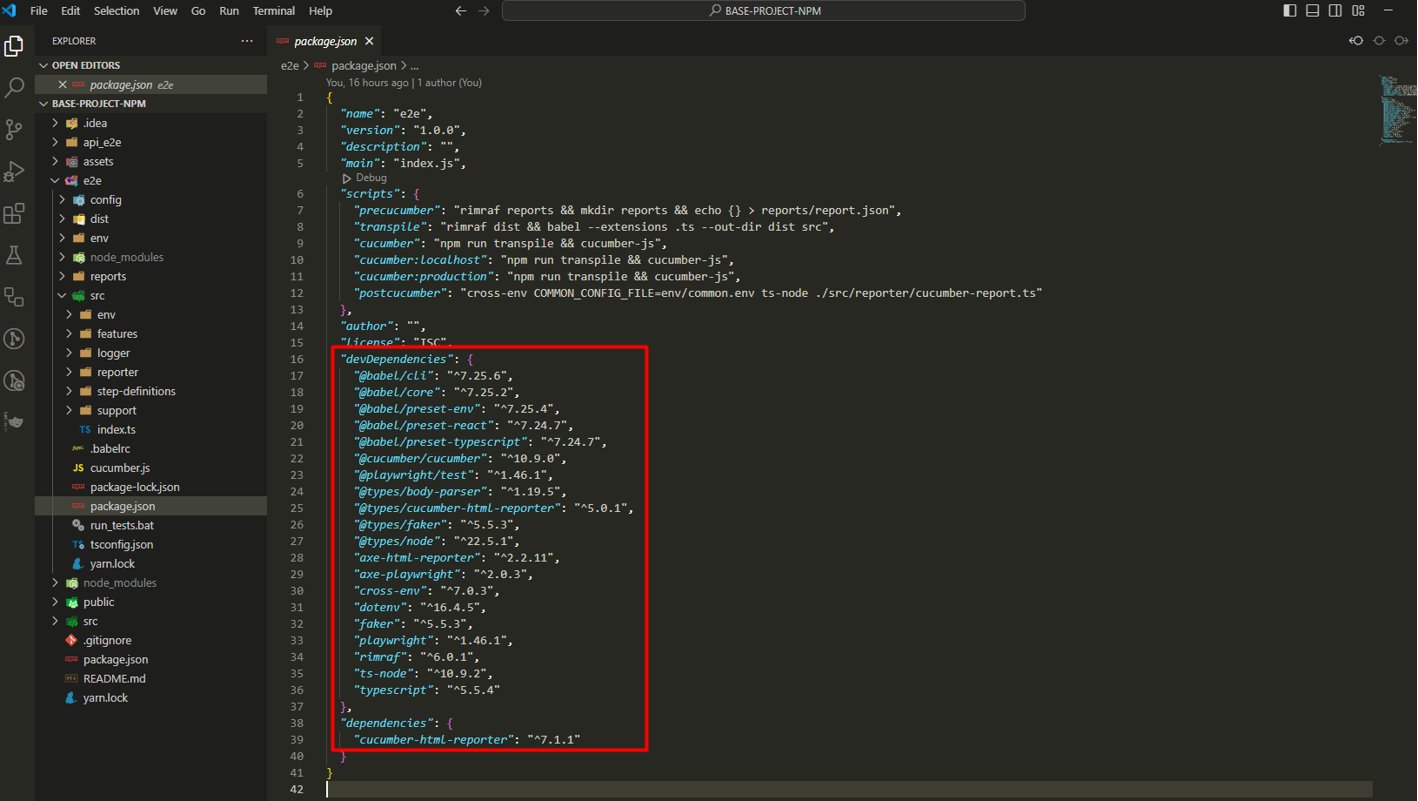 File Edit Selection View Go Run Terminal Help
BASE-PROJECT-NPM
EXPLORER
OPEN EDITORS
package.json e2e
BASE-PROJECT-NPM
.idea
api_e2e
assets
e2e
config
dist
env
node_modules
reports
src
env
features
logger
reporter
step-definitions
support
TS index.ts
.babelrc
JS cucumber.js
package-lock.json
package.json
run_tests.bat
tsconfig.json
yarn.lock
node_modules
public
src
.gitignore
package.json
README.md
yarn.lock
package.json
e2e > package.json > ...
You, 16 hours ago | 1 author (You)
1 {
2 "name": "e2e",
3 "version": "1.0.0",
4 "description": "",
5 "main": "index.js",
Debug
6 "scripts": {
7 "precucumber": "rimraf reports && mkdir reports && echo {} > reports/report.json",
8 "transpile": "rimraf dist && babel --extensions .ts --out-dir dist src",
9 "cucumber": "npm run transpile && cucumber-js",
10 "cucumber:localhost": "npm run transpile && cucumber-js",
11 "cucumber:production": "npm run transpile && cucumber-js",
12 "postcucumber": "cross-env COMMON_CONFIG_FILE=env/common.env ts-node ./src/reporter/cucumber-report.ts"
13 },
14 "author": "",
15 "license": "ISC",
16 "devDependencies": {
17 "@babel/cli": "^7.25.6",
18 "@babel/core": "^7.25.2",
19 "@babel/preset-env": "^7.25.4",
20 "@babel/preset-react": "^7.24.7",
21 "@babel/preset-typescript": "^7.24.7",
22 "@cucumber/cucumber": "^10.9.0",
23 "@playwright/test": "^1.46.1",
24 "@types/body-parser": "^1.19.5",
25 "@types/cucumber-html-reporter": "^5.0.1",
26 "@types/faker": "^5.5.3",
27 "@types/node": "^22.5.1",
28 "axe-html-reporter": "^2.2.11",
29 "axe-playwright": "^2.0.3",
30 "cross-env": "^7.0.3",
31 "dotenv": "^16.4.5",
32 "faker": "^5.5.3",
33 "playwright": "^1.46.1",
34 "rimraf": "^6.0.1",
35 "ts-node": "^10.9.2",
36 "typescript": "^5.5.4"
37 },
38 "dependencies": {
39 "cucumber-html-reporter": "^7.1.1"
40 }
41 }
42